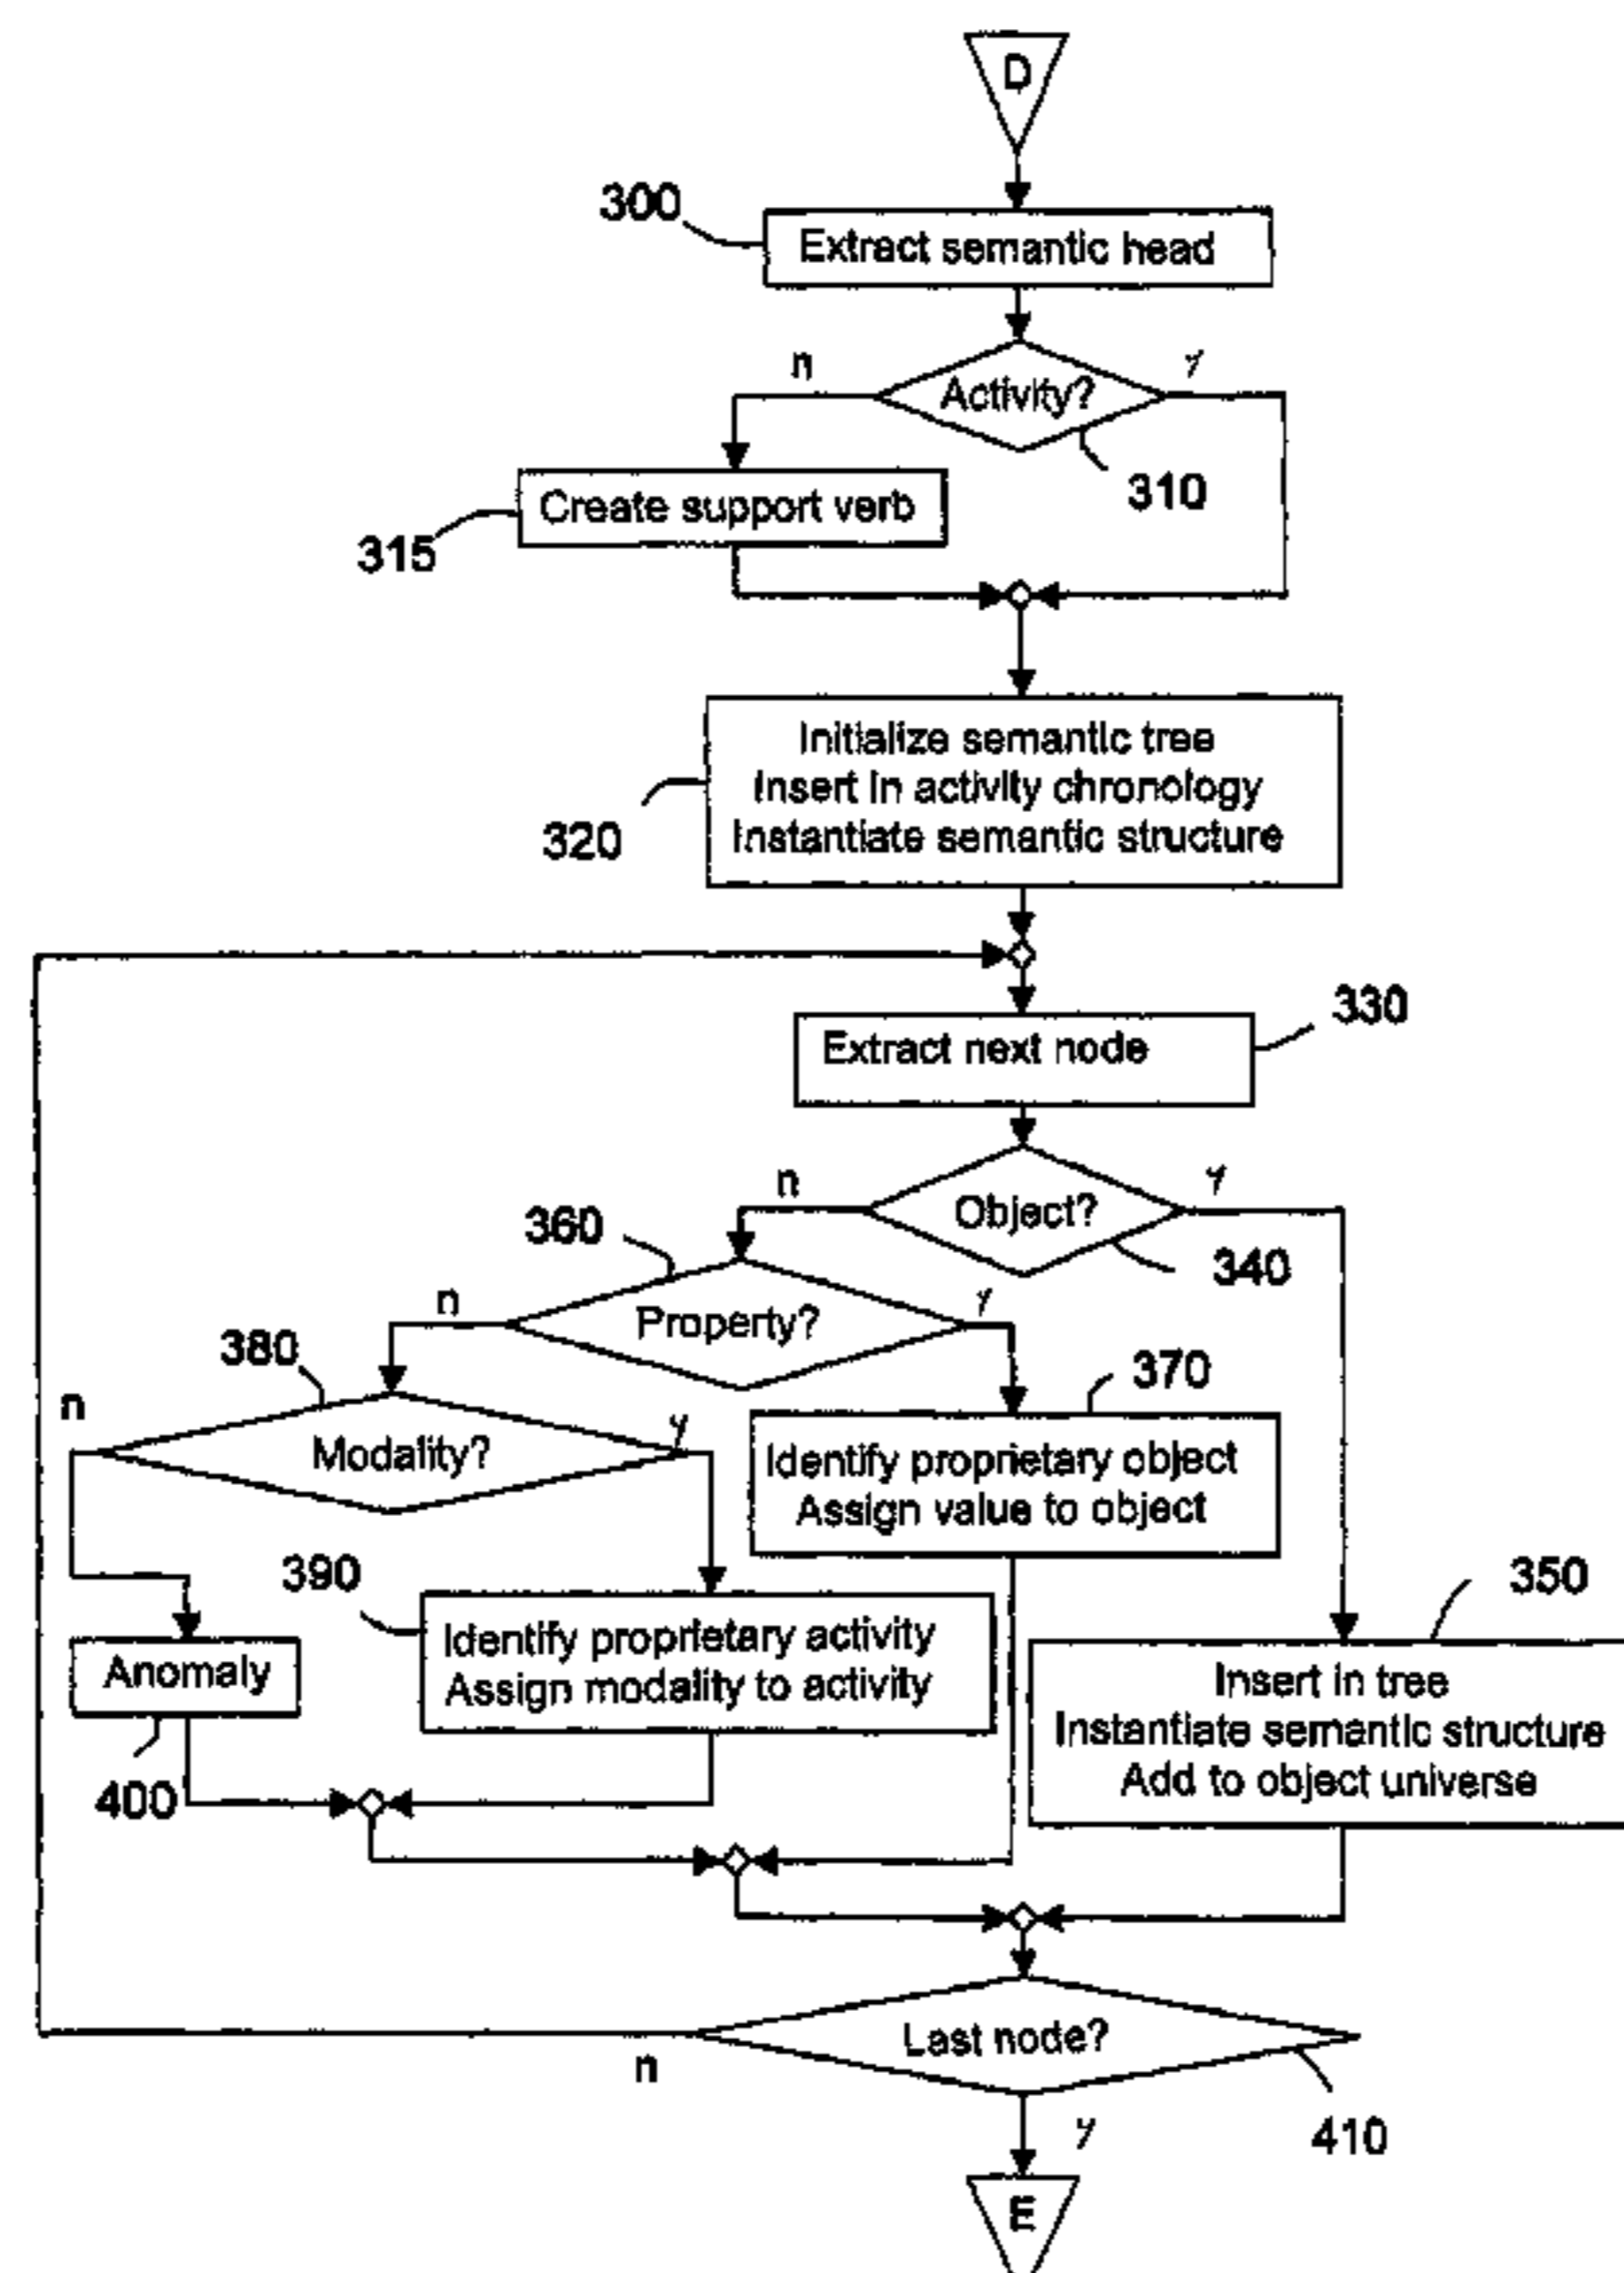 D
300
Extract semantic head
n
y
Activity?
310
Create support verb
315
Initialize semantic tree
Insert in activity chronology
Instantiate semantic structure
320
330
Extract next node
n
y
Object?
340
360
n
y
Property?
380
370
n
y
Modality?
Identify proprietary object
Assign value to object
390
350
Identify proprietary activity
Assign modality to activity
Anomaly
400
Insert in tree
Instantiate semantic structure
Add to object universe
Last node?
n
y
410
E